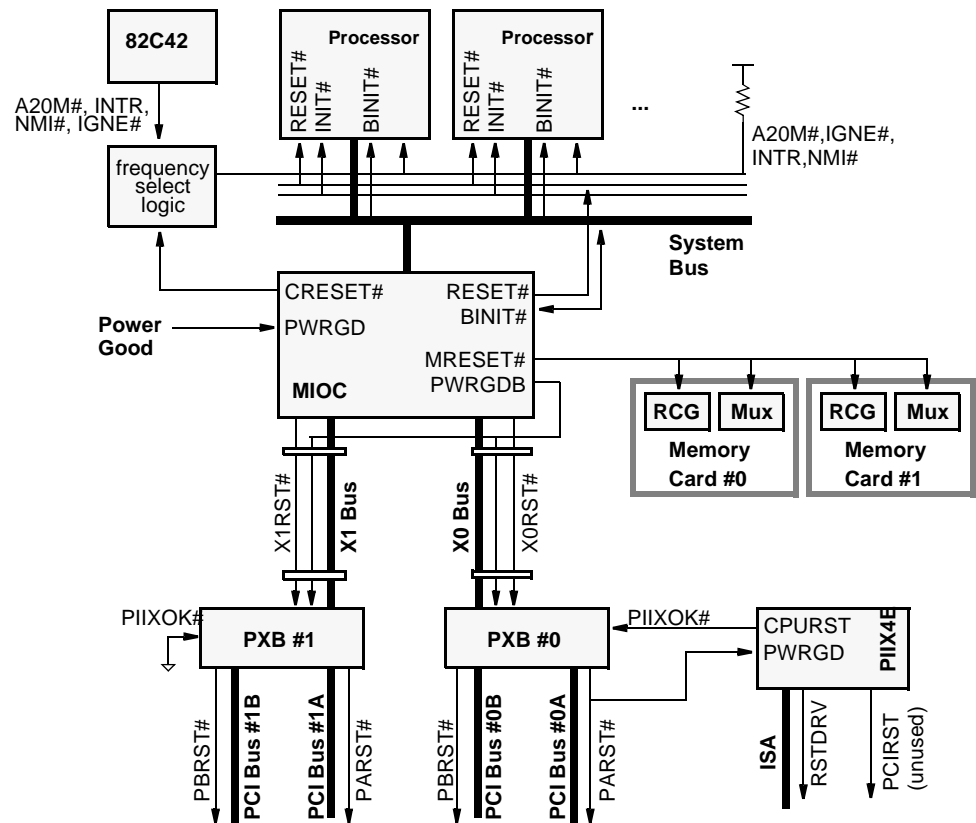 82C42
Processor
Processor
RESET#
INIT#
BINIT#
RESET#
INIT#
BINIT#
...
A20M#, INTR,
NMI#, IGNE#
A20M#,IGNE#,
INTR,NMI#
frequency
select
logic
System
Bus
CRESET#
RESET#
BINIT#
Power
Good
PWRGD
MRESET#
PWRGDB
MIOC
RCG
Mux
RCG
Mux
Memory
Card #0
Memory
Card #1
X1RST#
X1 Bus
X0 Bus
X0RST#
PIIXOK#
PXB #1
PXB #0
PIIXOK#
CPURST
PWRGD
PIIX4E
PBRST#
PCI Bus #1B
PCI Bus #1A
PARST#
PBRST#
PCI Bus #0B
PCI Bus #0A
PARST#
ISA
RSTDRV
PCIRST
(unused)